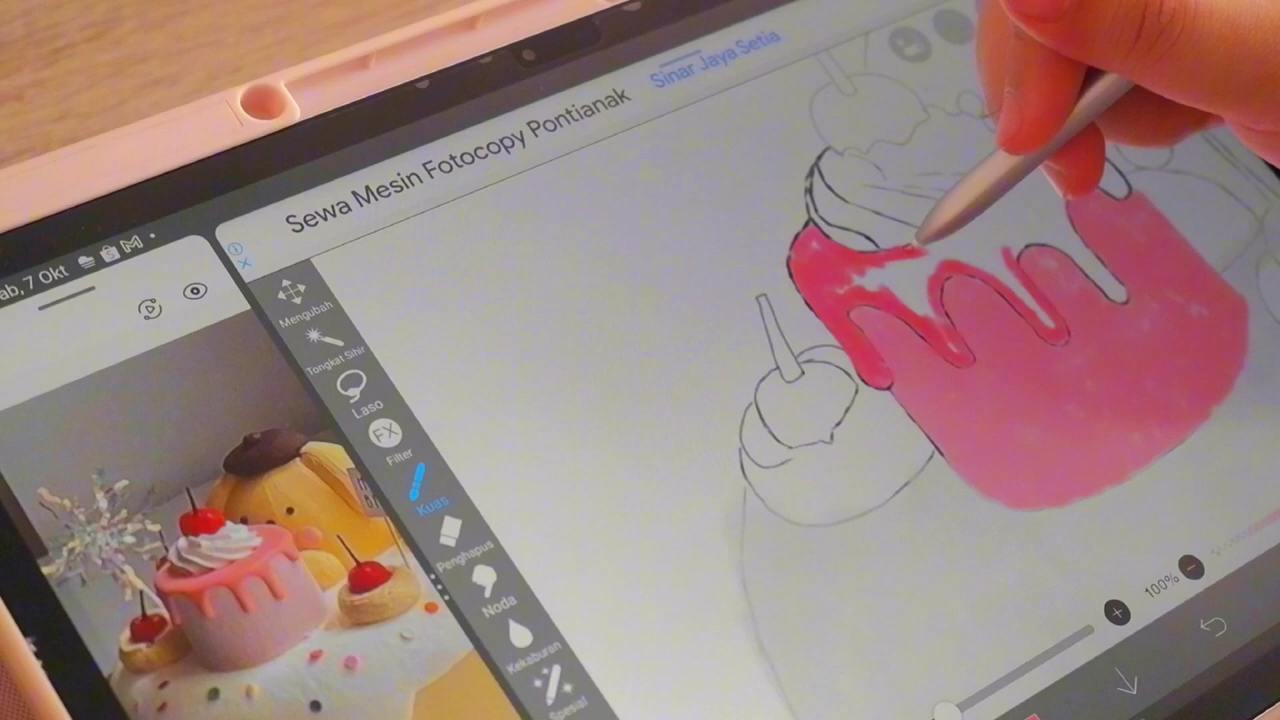 Sewa Mesin Fotocopy Pontianak
Sinar Jaya Setia
ab, 7 Okt
Mengubah
Tongkat Sihir
Laso
FX
Filter
Kuas
Penghapus
Noda
Kekaburan
Spesial
100%